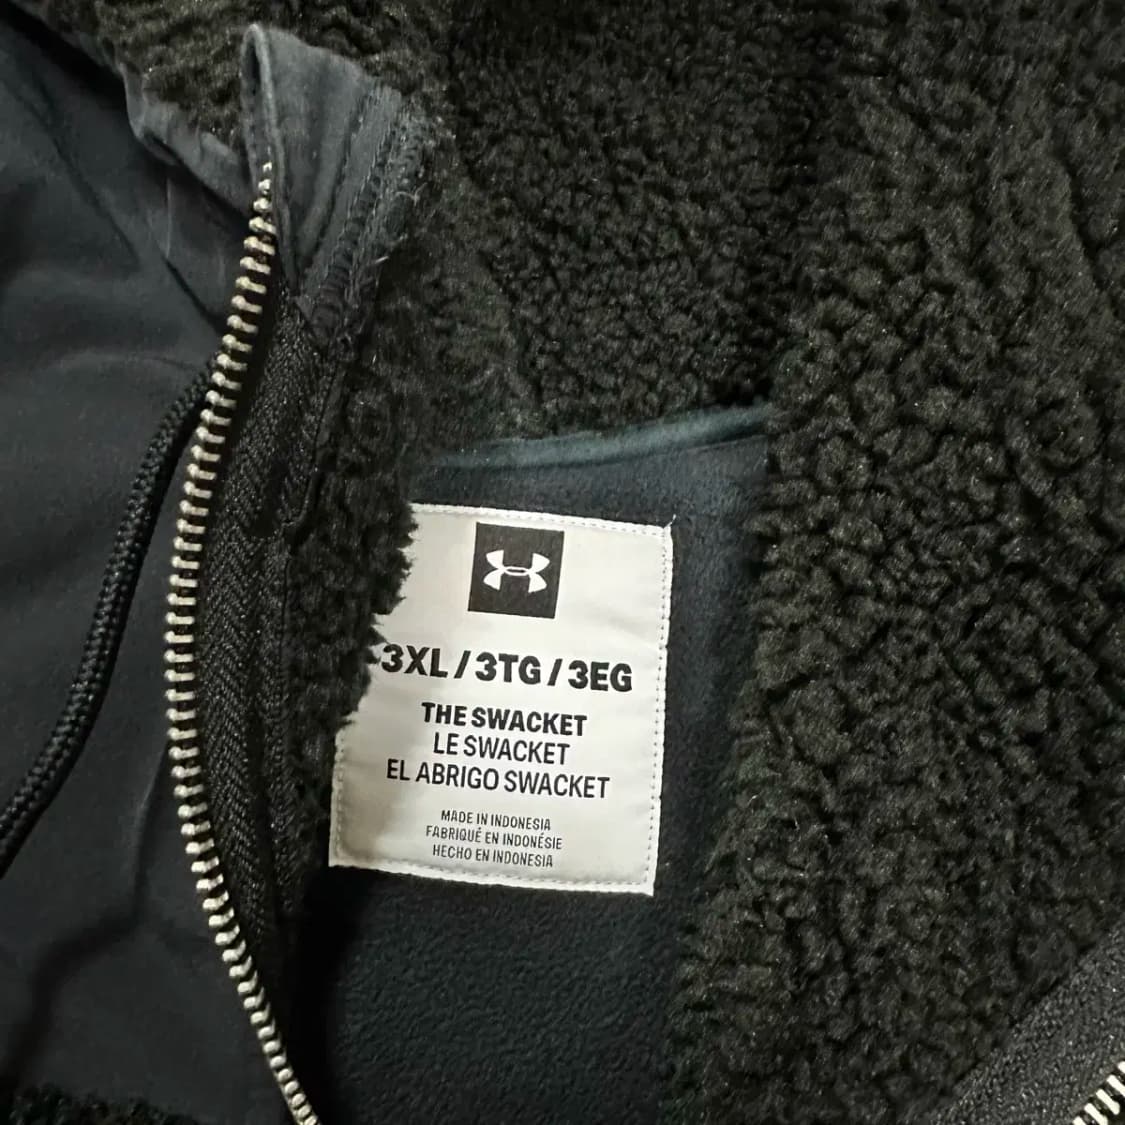 3XL / 3TG / 3EG
THE SWACKET
LE SWACKET
EL ABRIGO SWACKET
MADE IN INDONESIA
FABRIQUÉ EN INDONÉSIE
HECHO EN INDONESIA